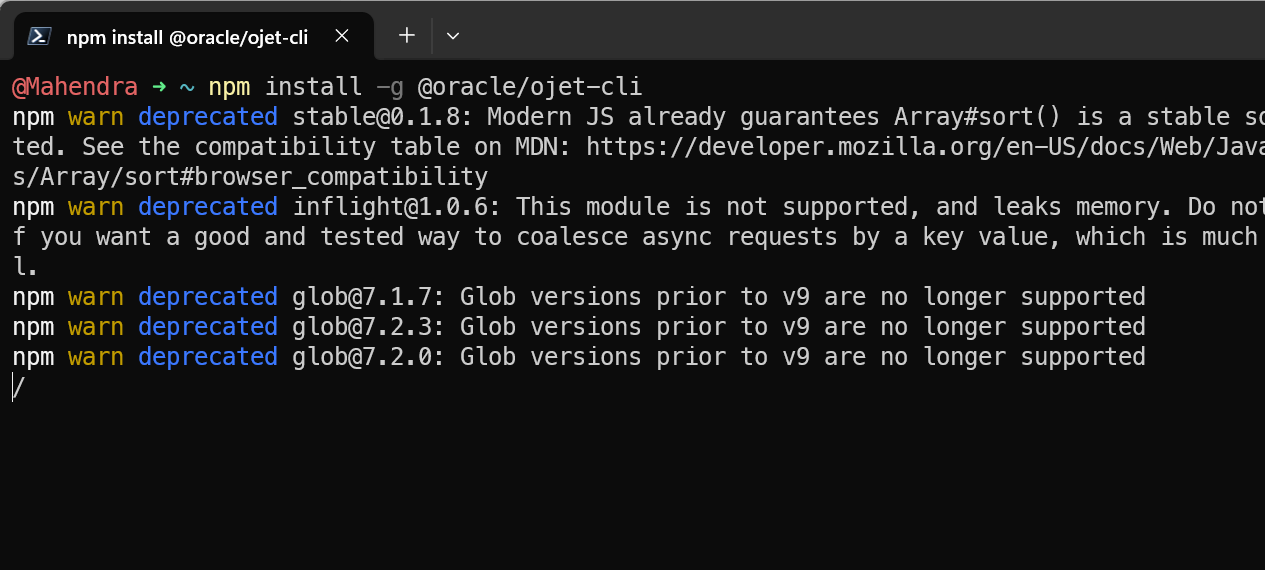 npm install @oracle/ojet-cli
@Mahendra ➜ ~ npm install -g @oracle/ojet-cli
npm warn deprecated stable@0.1.8: Modern JS already guarantees Array#sort() is a stable so
ted. See the compatibility table on MDN: https://developer.mozilla.org/en-US/docs/Web/Java
s/Array/sort#browser_compatibility
npm warn deprecated inflight@1.0.6: This module is not supported, and leaks memory. Do not
f you want a good and tested way to coalesce async requests by a key value, which is much
l.
npm warn deprecated glob@7.1.7: Glob versions prior to v9 are no longer supported
npm warn deprecated glob@7.2.3: Glob versions prior to v9 are no longer supported
npm warn deprecated glob@7.2.0: Glob versions prior to v9 are no longer supported
/